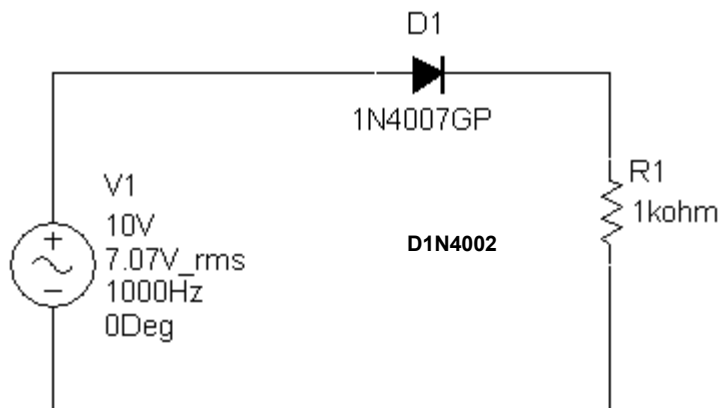 D1
1N4007GP
R1
1kohm
V1
10V
7.07V_rms
1000Hz
0Deg
D1N4002